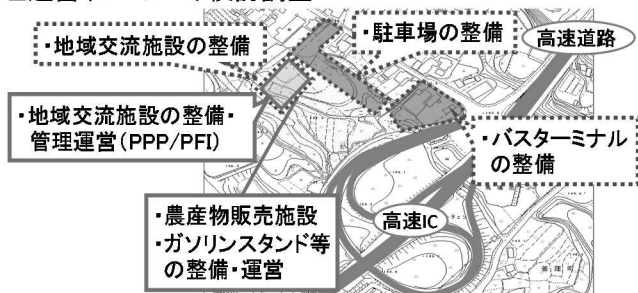 ・地域交流施設の整備
・駐車場の整備
高速道路
・地域交流施設の整備・
管理運営(PPP/PFI)
・バスターミナル
の整備
・農産物販売施設
・ガソリンスタンド等
の整備・運営
高速IC